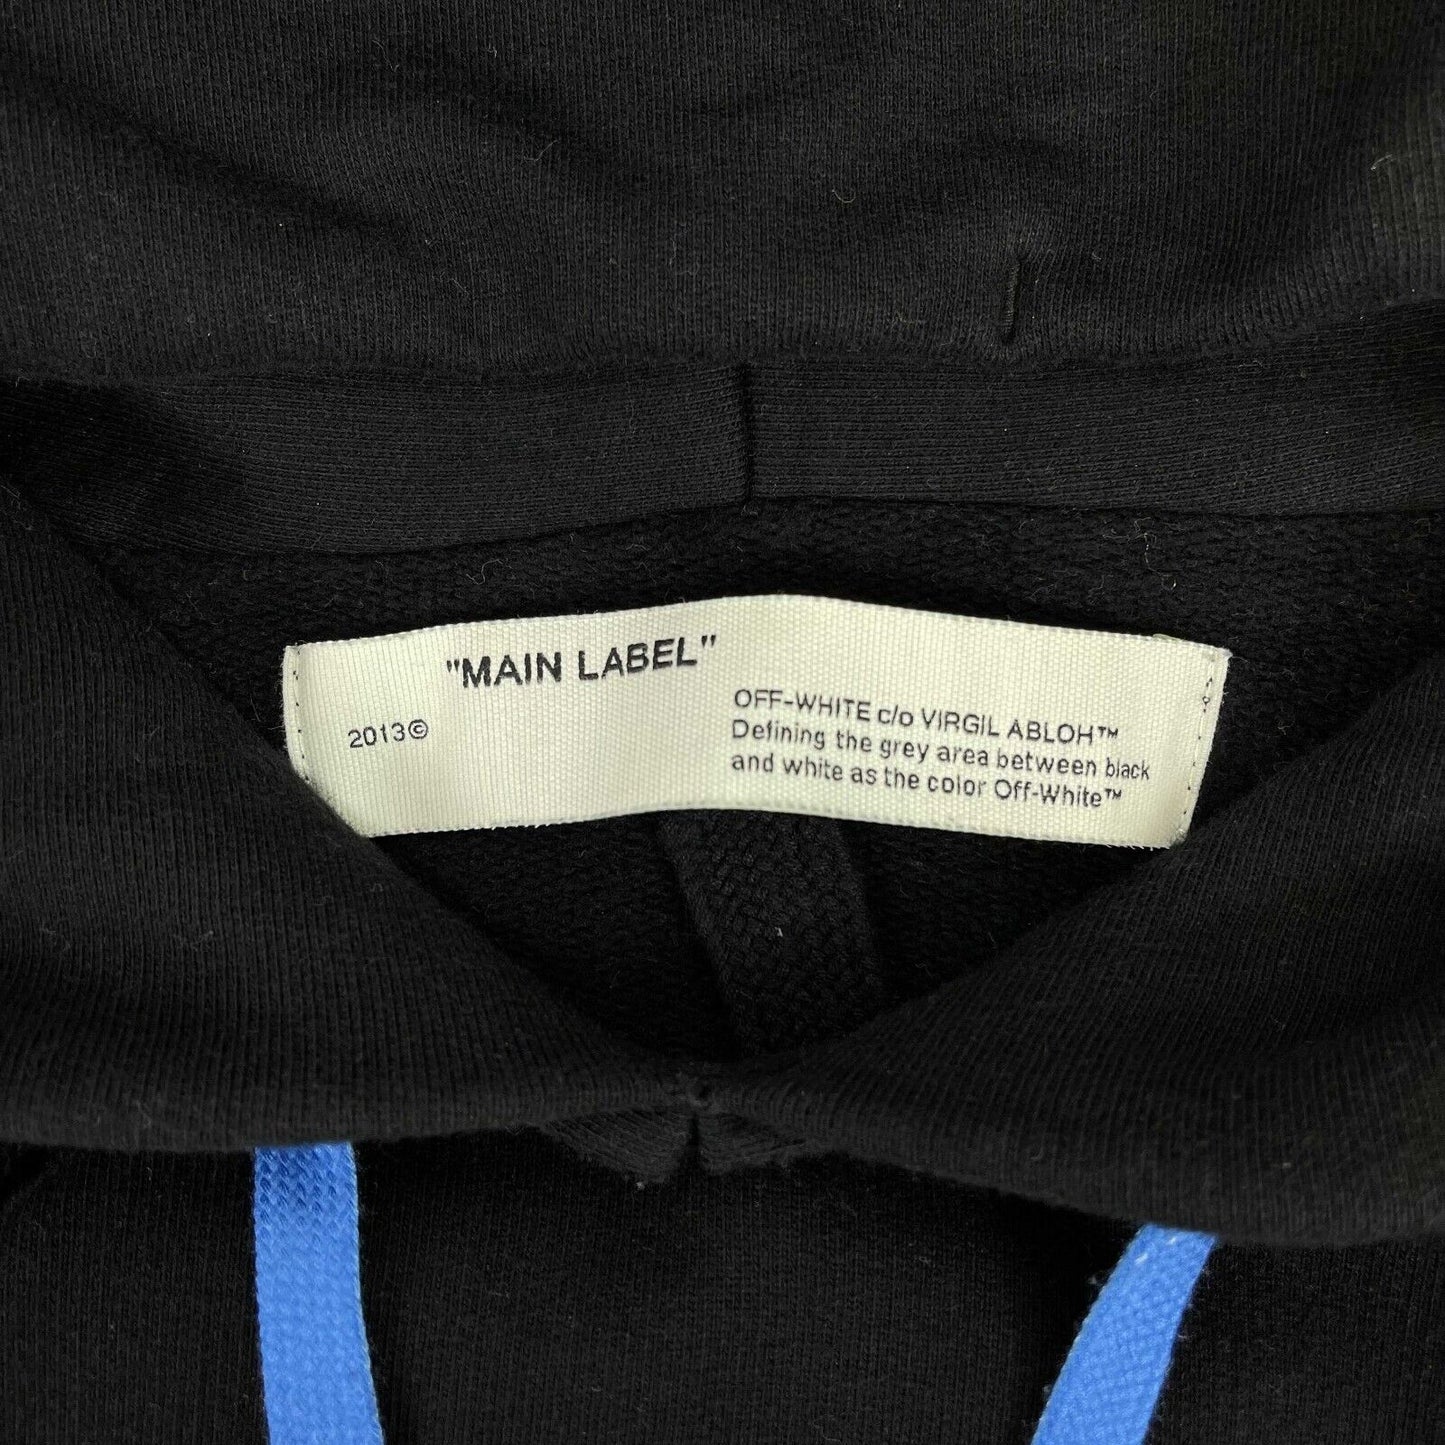 "MAIN LABEL"
2013©
OFF-WHITE c/o VIRGIL ABLOH™
Defining the grey area between black
and white as the color Off-White™